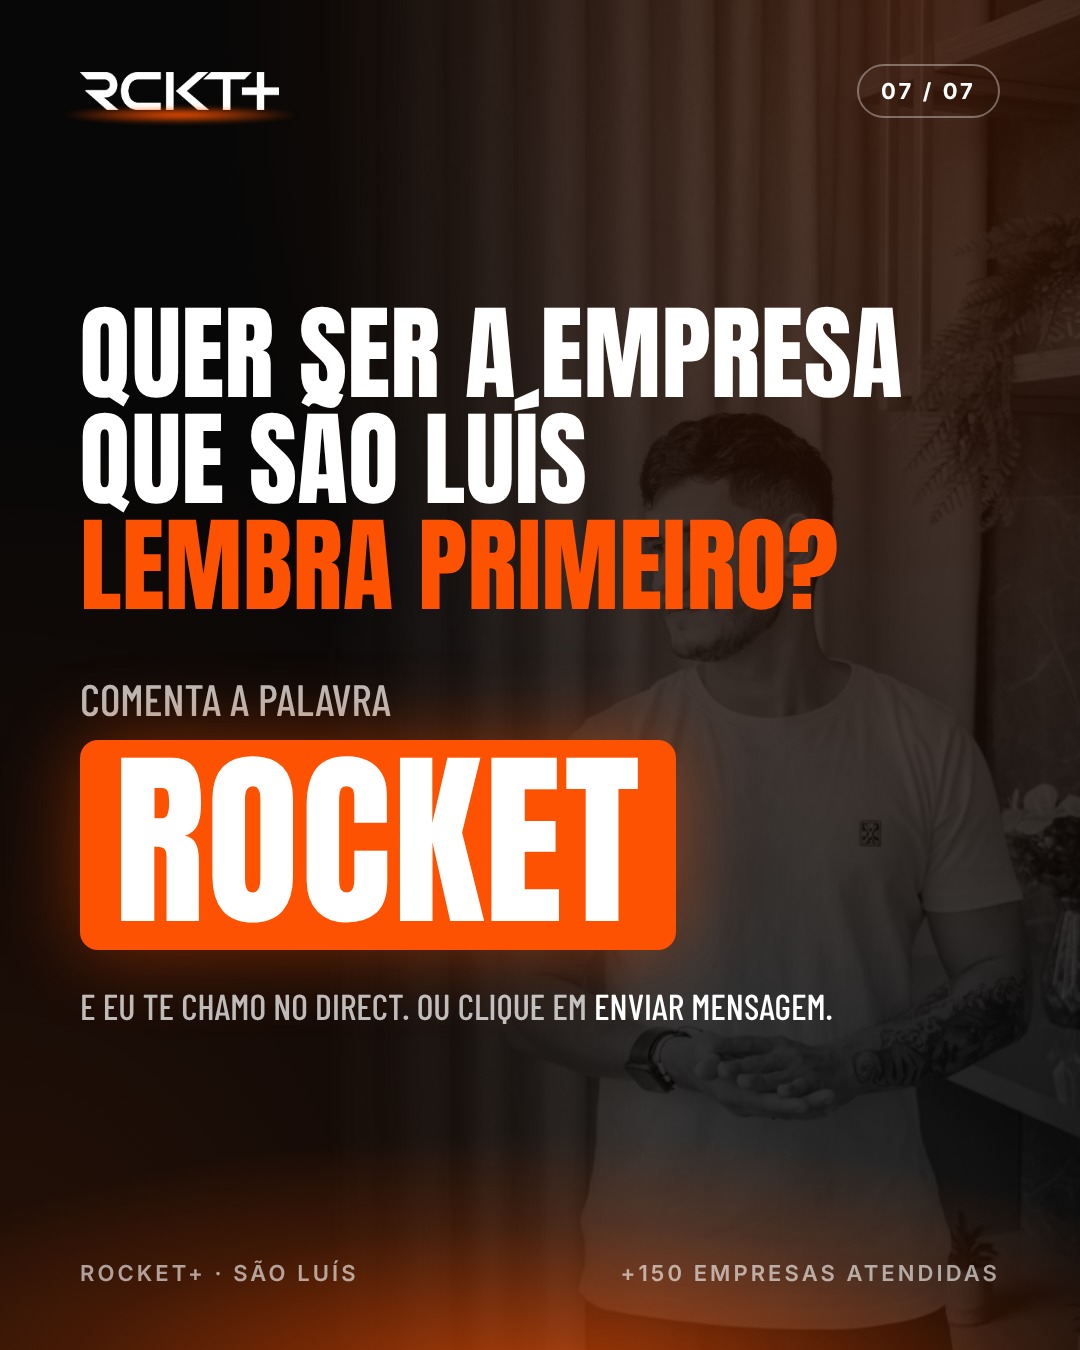 RCKT+
07 / 07
QUER SER A EMPRESA
QUE SÃO LUÍS
LEMBRA PRIMEIRO?
COMENTA A PALAVRA
ROCKET
E EU TE CHAMO NO DIRECT. OU CLIQUE EM ENVIAR MENSAGEM.
ROCKET+ · SÃO LUÍS
+150 EMPRESAS ATENDIDAS